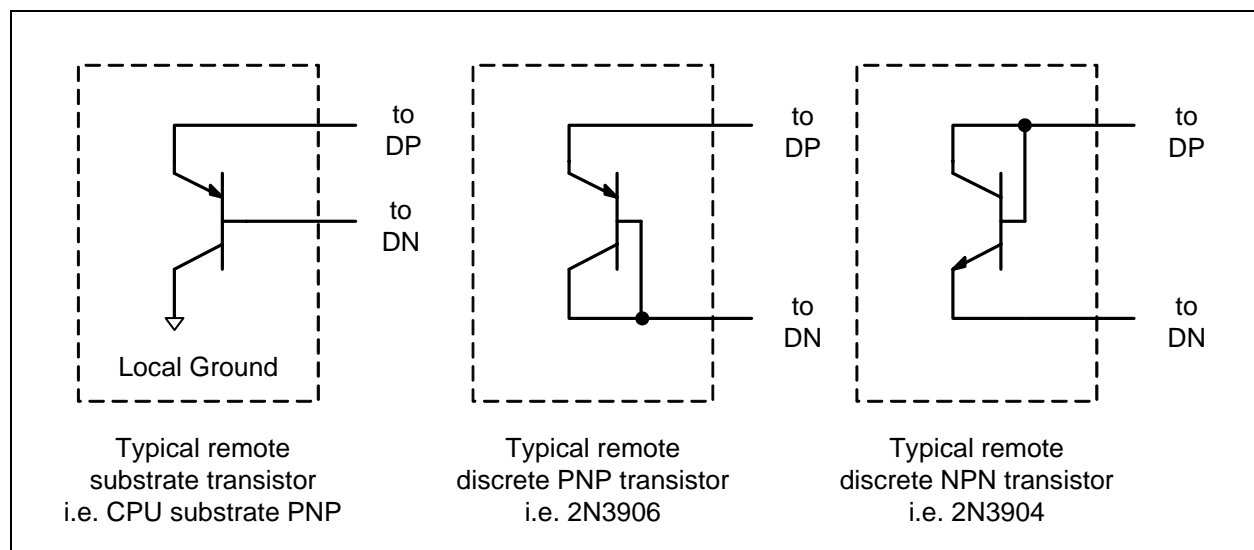 to
DP
to
DN
Local Ground
Typical remote
substrate transistor
i.e. CPU substrate PNP
to
DP
to
DN
Typical remote
discrete PNP transistor
i.e. 2N3906
to
DP
to
DN
Typical remote
discrete NPN transistor
i.e. 2N3904